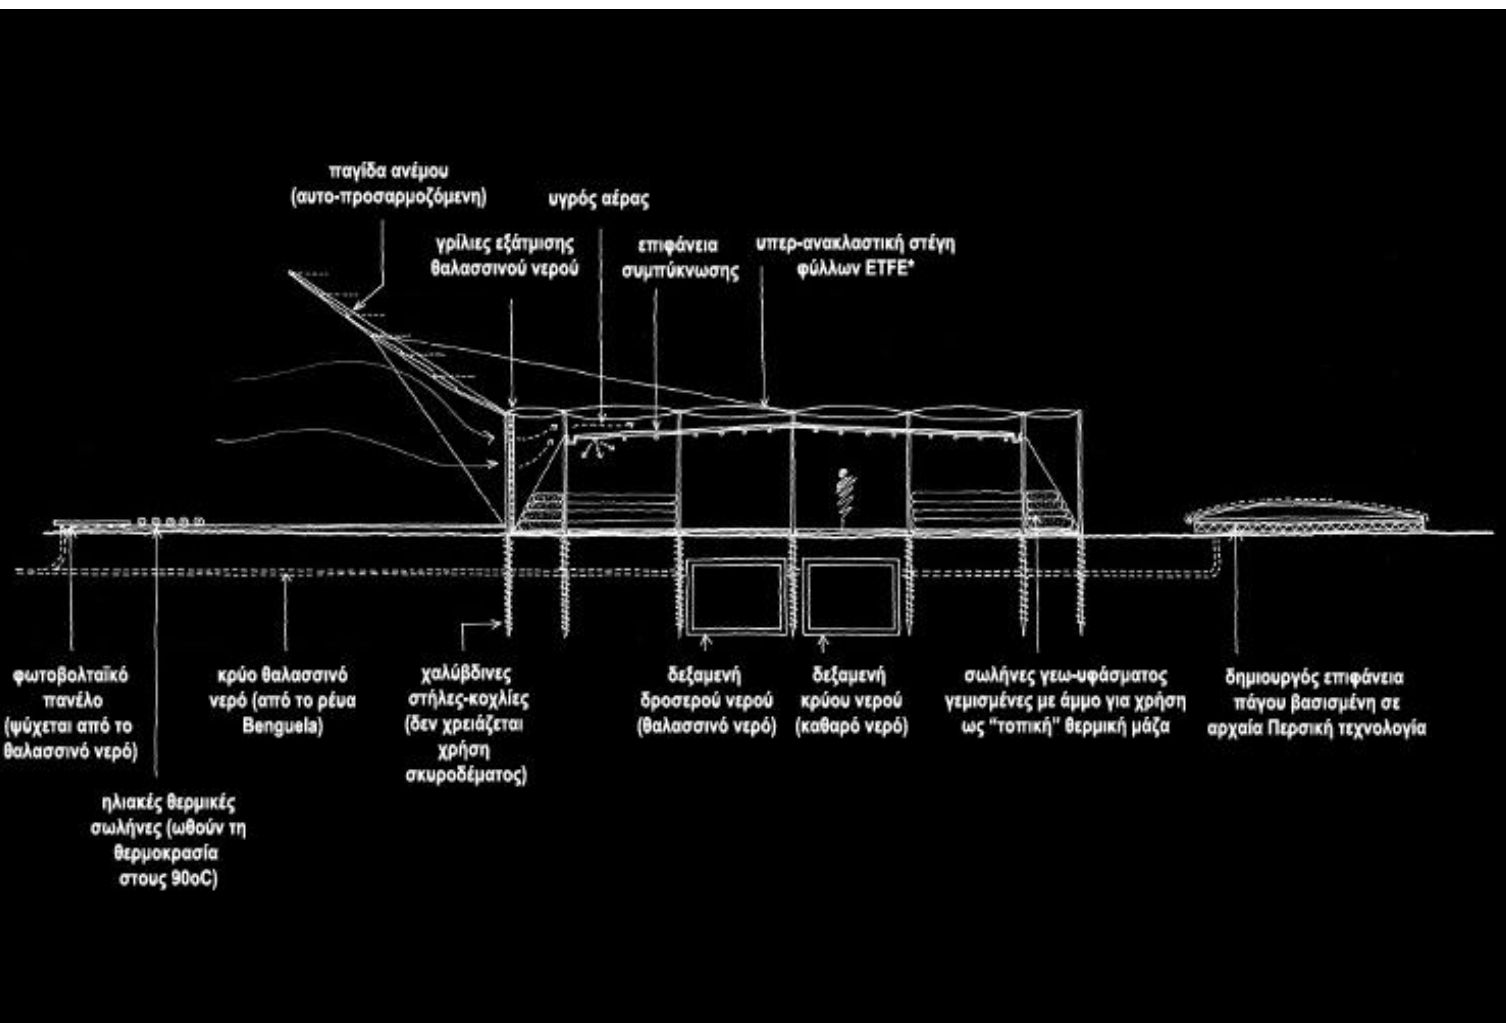 παγίδα ανέμου
(αυτο-προσαρμοζόμενη)
υγρός αέρας
γρίλιες εξάτμισης
θαλασσινού νερού
επιφάνεια
συμπύκνωσης
υπερ-ανακλαστική στέγη
φύλλων ETFE*
φωτοβολταϊκό
πανέλο
(ψύχεται από το
θαλασσινό νερό)
ηλιακές θερμικές
σωλήνες (ωθούν τη
θερμοκρασία
στους 90οC)
κρύο θαλασσινό
νερό (από το ρέυα
Benguela)
χαλύβδινες
στήλες-κοχλίες
(δεν χρειάζεται
χρήση
σκυροδέματος)
δεξαμενή
δροσερού νερού
(θαλασσινό νερό)
δεξαμενή
κρύου νερού
(καθαρό νερό)
σωλήνες γεω-υφάσματος
γεμισμένες με άμμο για χρήση
ως "τοπική" θερμική μάζα
δημιουργός επιφάνεια
πάγου βασισμένη σε
αρχαία Περσική τεχνολογία